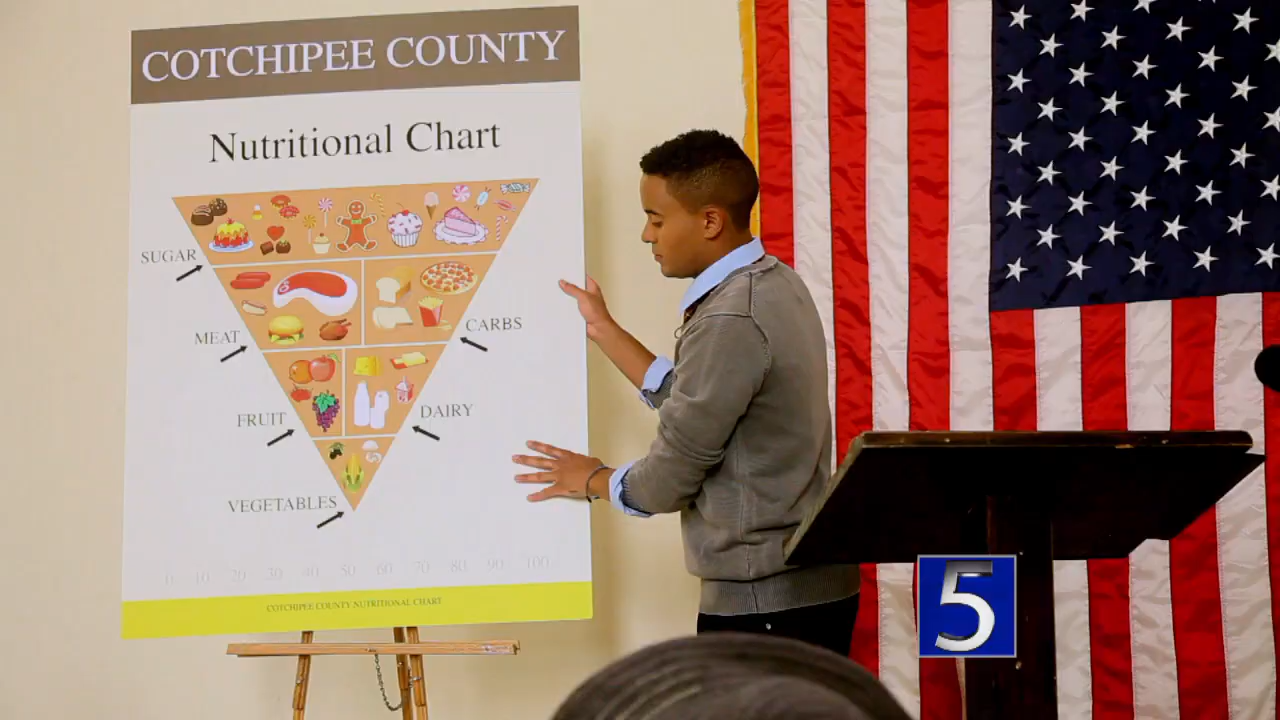 COTCHIPEE COUNTY
Nutritional Chart
SUGAR
MEAT
CARBS
FRUIT
DAIRY
VEGETABLES
0 10 20 30 40 50 60 70 80 90 100
COTCHIPEE COUNTY NUTRITIONAL CHART
5